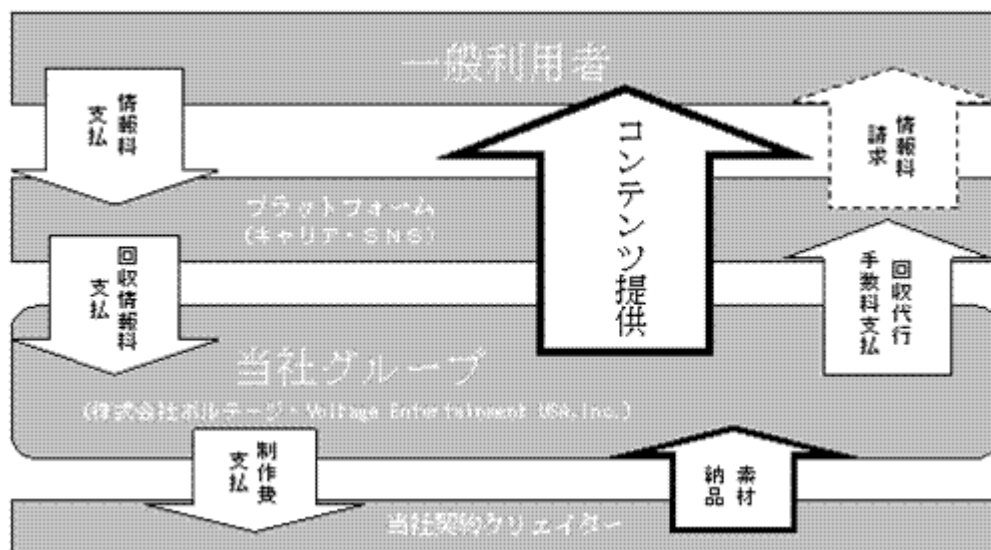 一般利用者
情報料
支払
コンテンツ提供
情報料
請求
プラットフォーム
(キャリア・SNS)
回収情報料
支払
回収代行
手数料支払
当社グループ
(株式会社ボルテージ・Voltage Entertainment USA,Inc.)
制作費
支払
素材
納品
当社契約クリエイター